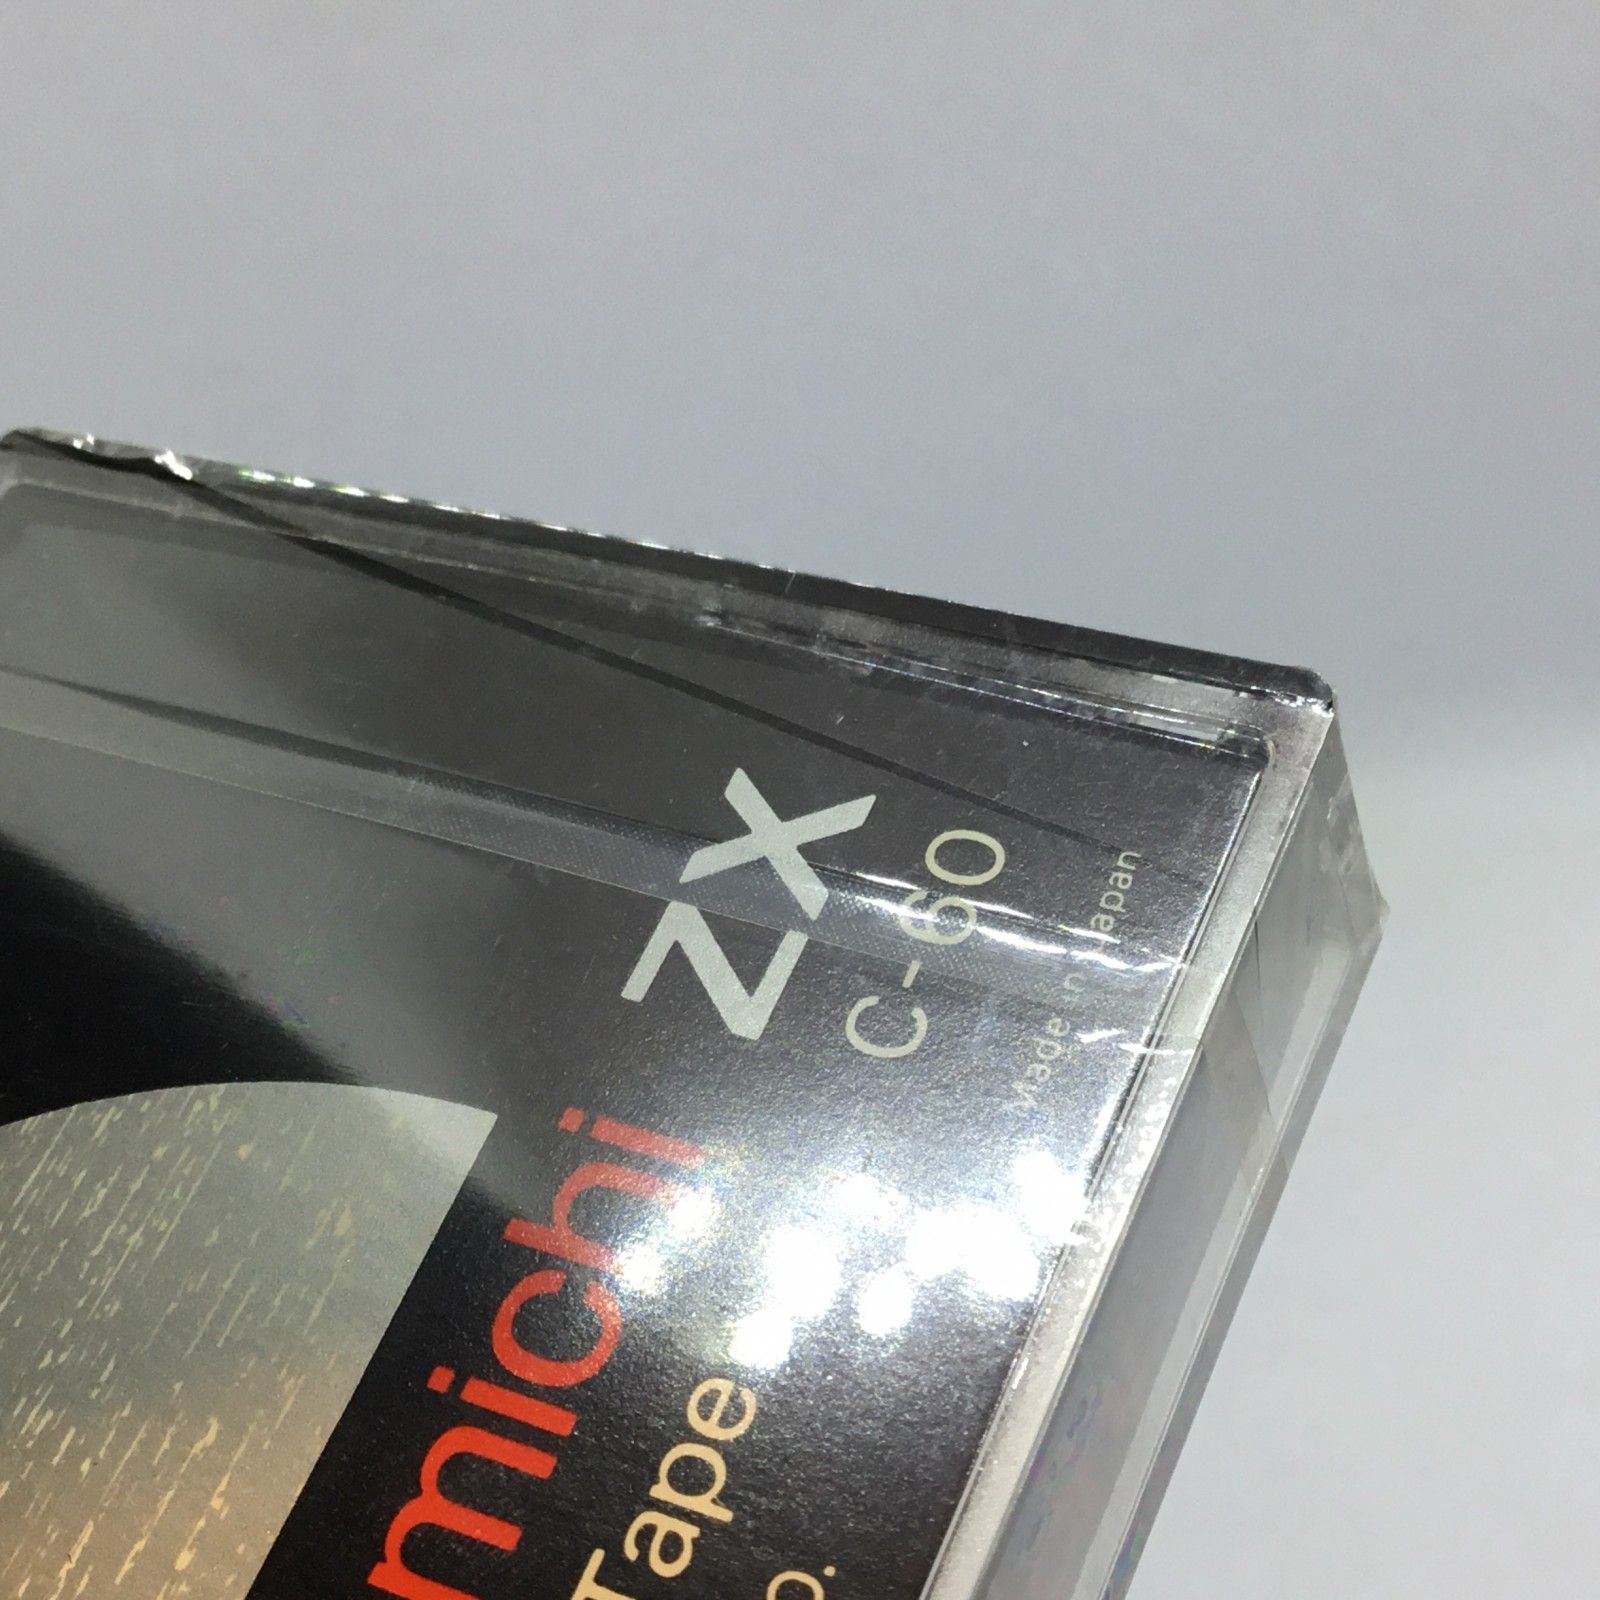 michi
ZX
Tape
C-60
o.
Made in Japan